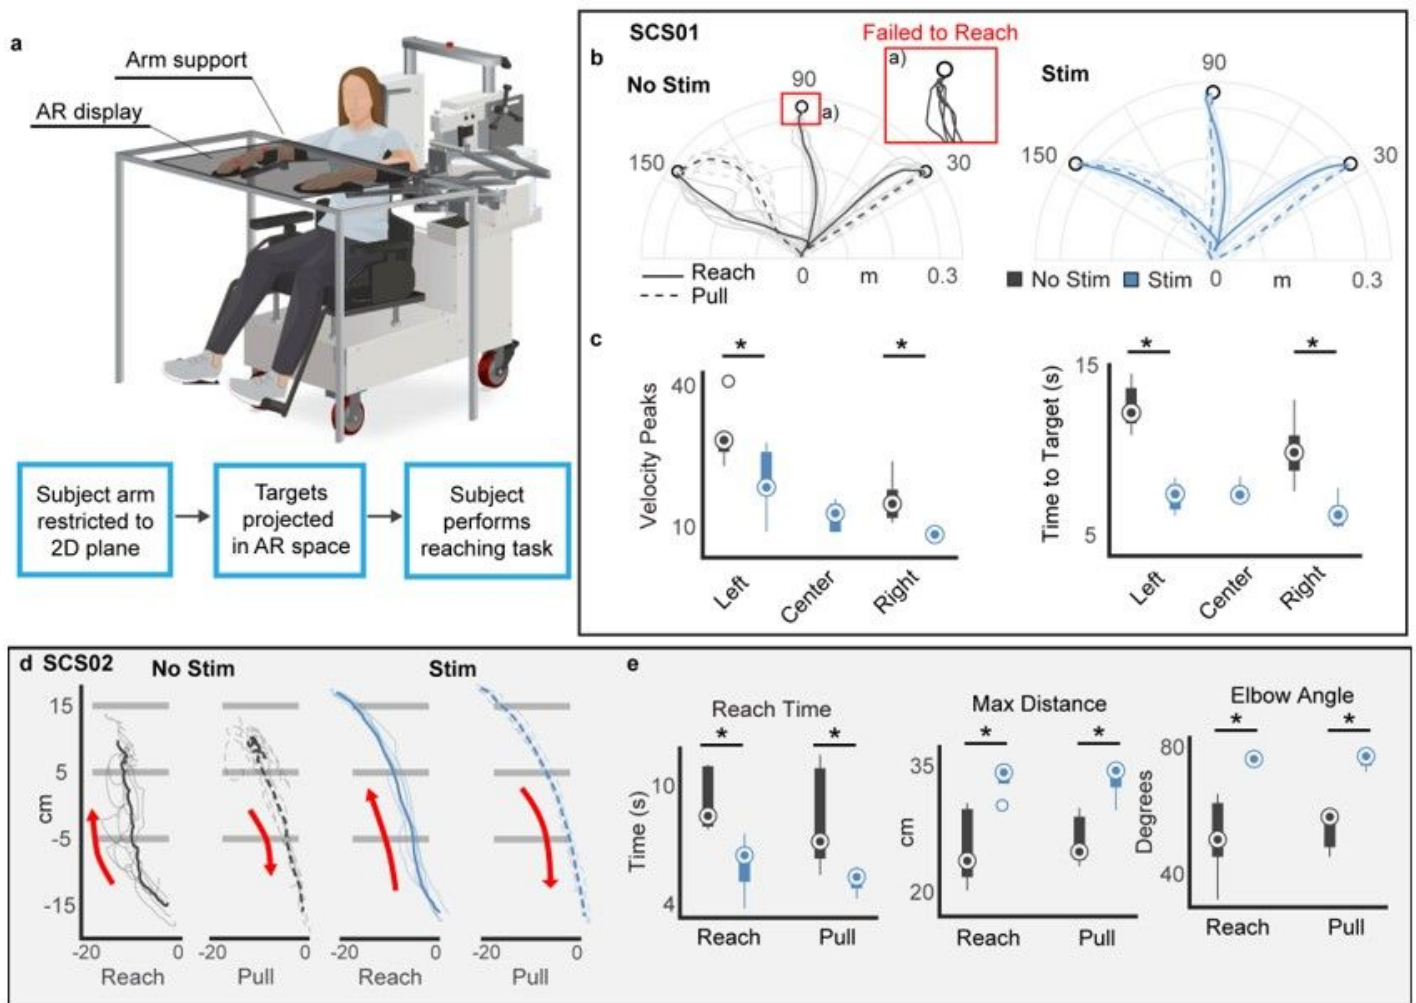 a
Arm support
AR display
Subject arm
restricted to
2D plane
Targets
projected
in AR space
Subject
performs
reaching task
SCS01
b
No Stim
Failed to Reach
a)
90
a)
150
30
Reach
Pull
0 m 0.3
Stim
90
150
30
No Stim Stim
0 m 0.3
c
Velocity Peaks
40
10
*
*
Left
Center
Right
Time to Target (s)
15
5
*
*
Left
Center
Right
d SCS02
No Stim
Stim
cm
15
5
-5
-15
-20 0
Reach
-20 0
Pull
-20 0
Reach
-20 0
Pull
e
Reach Time
*
*
Time (s)
10
4
Reach Pull
Max Distance
*
*
cm
35
20
Reach Pull
Elbow Angle
*
*
Degrees
80
40
Reach Pull